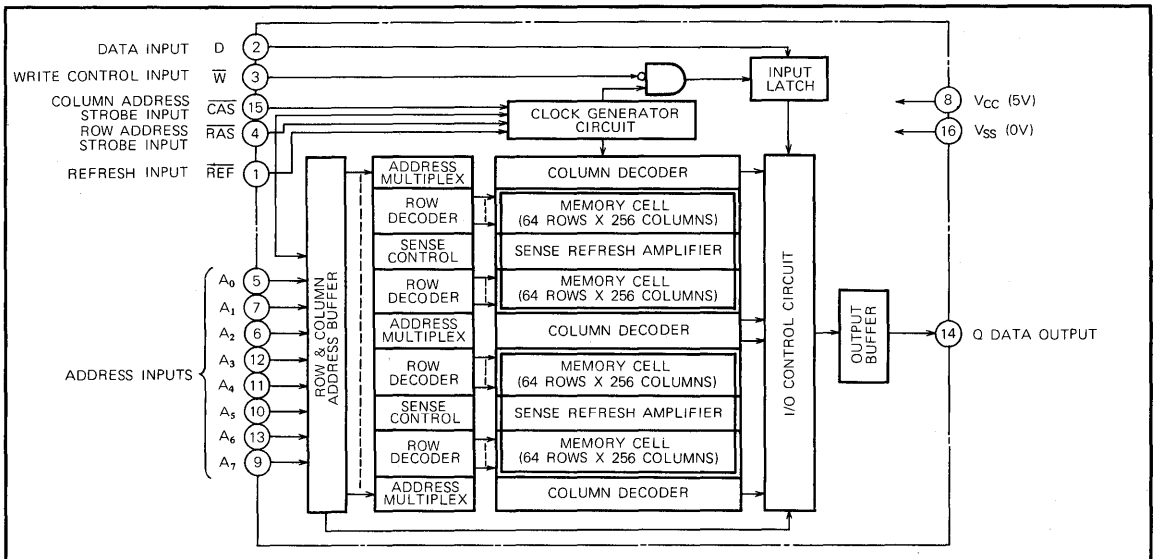 DATA INPUT D 2
WRITE CONTROL INPUT W̅ 3
COLUMN ADDRESS
STROBE INPUT C̅A̅S̅ 15
ROW ADDRESS
STROBE INPUT R̅A̅S̅ 4
REFRESH INPUT R̅E̅F̅ 1
INPUT
LATCH
CLOCK GENERATOR
CIRCUIT
8 VCC (5V)
16 VSS (0V)
ADDRESS INPUTS
A0 5
A1 7
A2 6
A3 12
A4 11
A5 10
A6 13
A7 9
ROW & COLUMN
ADDRESS BUFFER
ADDRESS
MULTIPLEX
ROW
DECODER
SENSE
CONTROL
ROW
DECODER
ADDRESS
MULTIPLEX
ROW
DECODER
SENSE
CONTROL
ROW
DECODER
ADDRESS
MULTIPLEX
COLUMN DECODER
MEMORY CELL
(64 ROWS X 256 COLUMNS)
SENSE REFRESH AMPLIFIER
MEMORY CELL
(64 ROWS X 256 COLUMNS)
COLUMN DECODER
MEMORY CELL
(64 ROWS X 256 COLUMNS)
SENSE REFRESH AMPLIFIER
MEMORY CELL
(64 ROWS X 256 COLUMNS)
COLUMN DECODER
I/O CONTROL CIRCUIT
OUTPUT
BUFFER
14 Q DATA OUTPUT